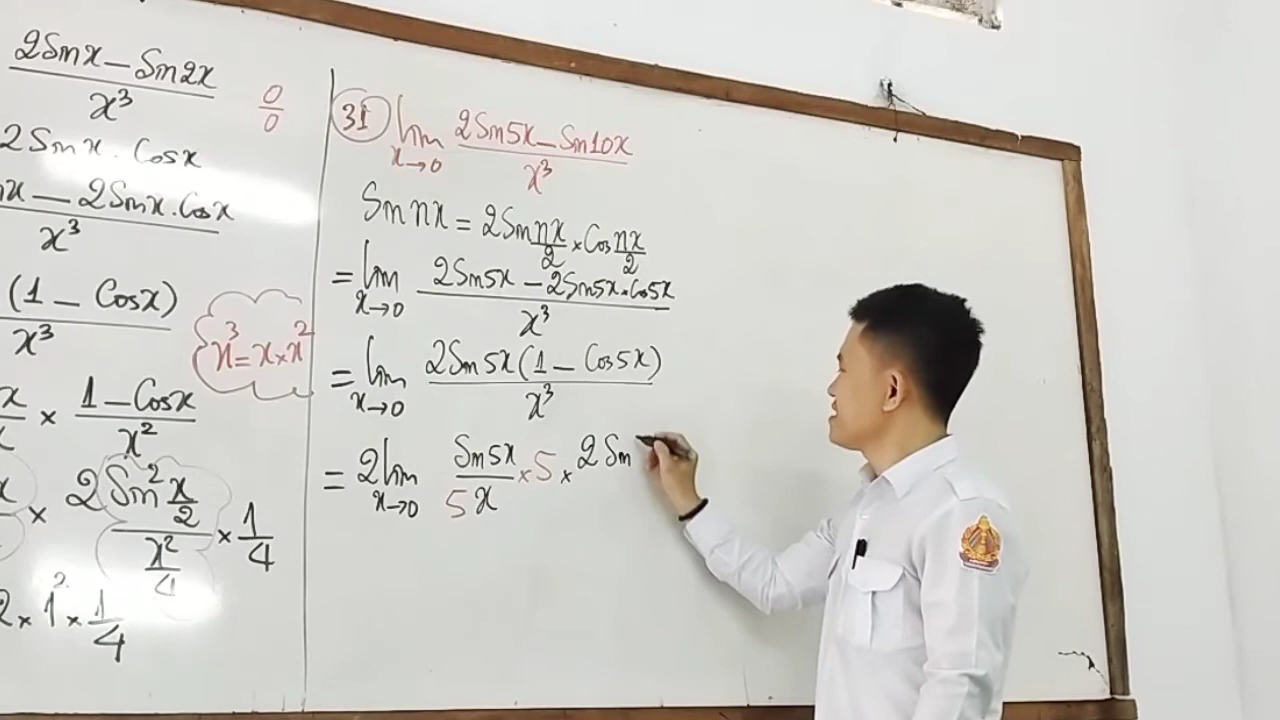 2Sinx - Sin2x / x³ 0/0
2Sinx . Cosx
x - 2Sinx.Cosx / x³
(1 - Cosx) / x³
x³ = x × x²
× 1 - Cosx / x²
× 2Sin² x/2 / x²/4 × 1/4
2 × 1² × 1/4
31 lim x→0 2Sin5x - Sin10x / x³
Sin nx = 2Sin nx/2 × Cos nx/2
= lim x→0 2Sin5x - 2Sin5x.Cos5x / x³
= lim x→0 2Sin5x (1 - Cos5x) / x³
= 2lim x→0 Sin5x / 5x × 5 × 2Sin